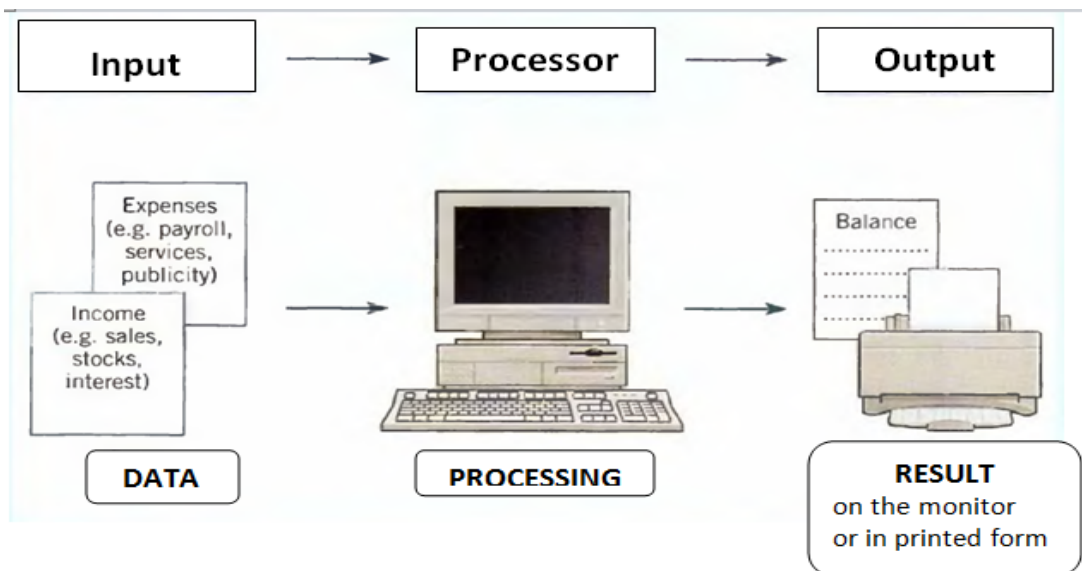 Input
Processor
Output
Expenses
(e.g. payroll,
services,
publicity)
Income
(e.g. sales,
stocks,
interest)
Balance
DATA
PROCESSING
RESULT
on the monitor
or in printed form